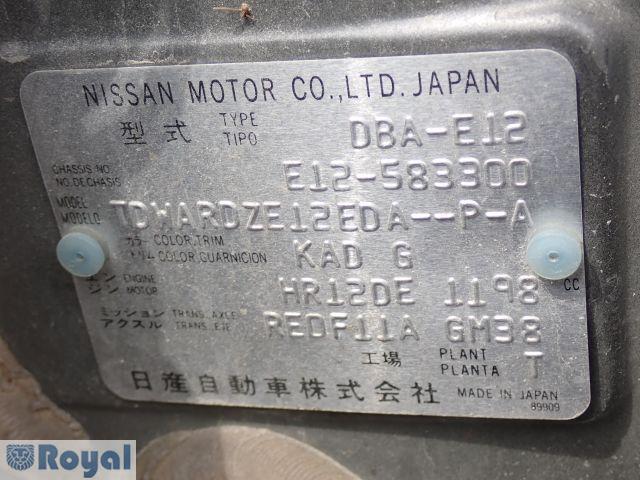 NISSAN MOTOR CO.,LTD. JAPAN
型式 TYPE TIPO DBA-E12
CHASSIS NO. NO.DE CHASIS E12-583300
MODEL MODELO TDWARDZE12EDA--P-A
カラー COLOR,TRIM トリム COLOR,GUARNICION KAD G
エンジン ENGINE MOTOR HR12DE 1198 CC
ミッション TRANS. AXLE アクスル TRANS. EJE REDF11A GM38
工場 PLANT PLANTA T
日産自動車株式会社 MADE IN JAPAN
89909
Royal